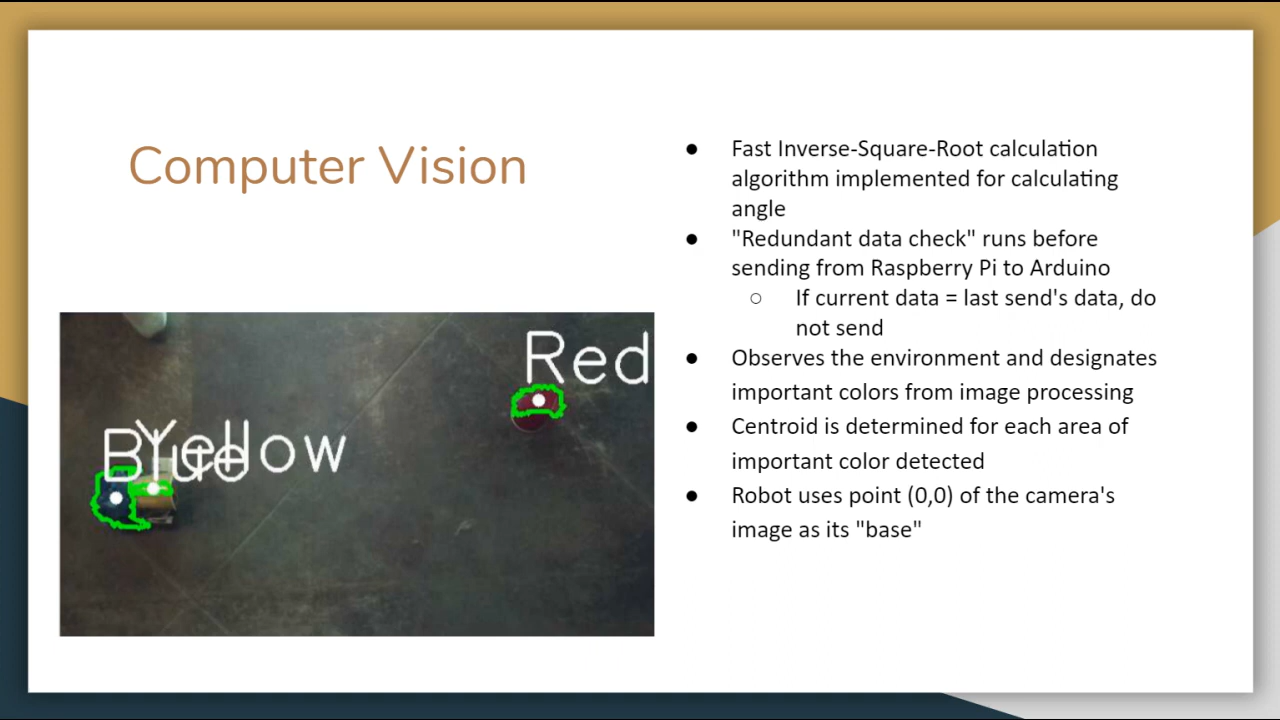 Computer Vision
Red
Yellow
Blue
● Fast Inverse-Square-Root calculation
algorithm implemented for calculating
angle
● "Redundant data check" runs before
sending from Raspberry Pi to Arduino
○ If current data = last send's data, do
not send
● Observes the environment and designates
important colors from image processing
● Centroid is determined for each area of
important color detected
● Robot uses point (0,0) of the camera's
image as its "base"